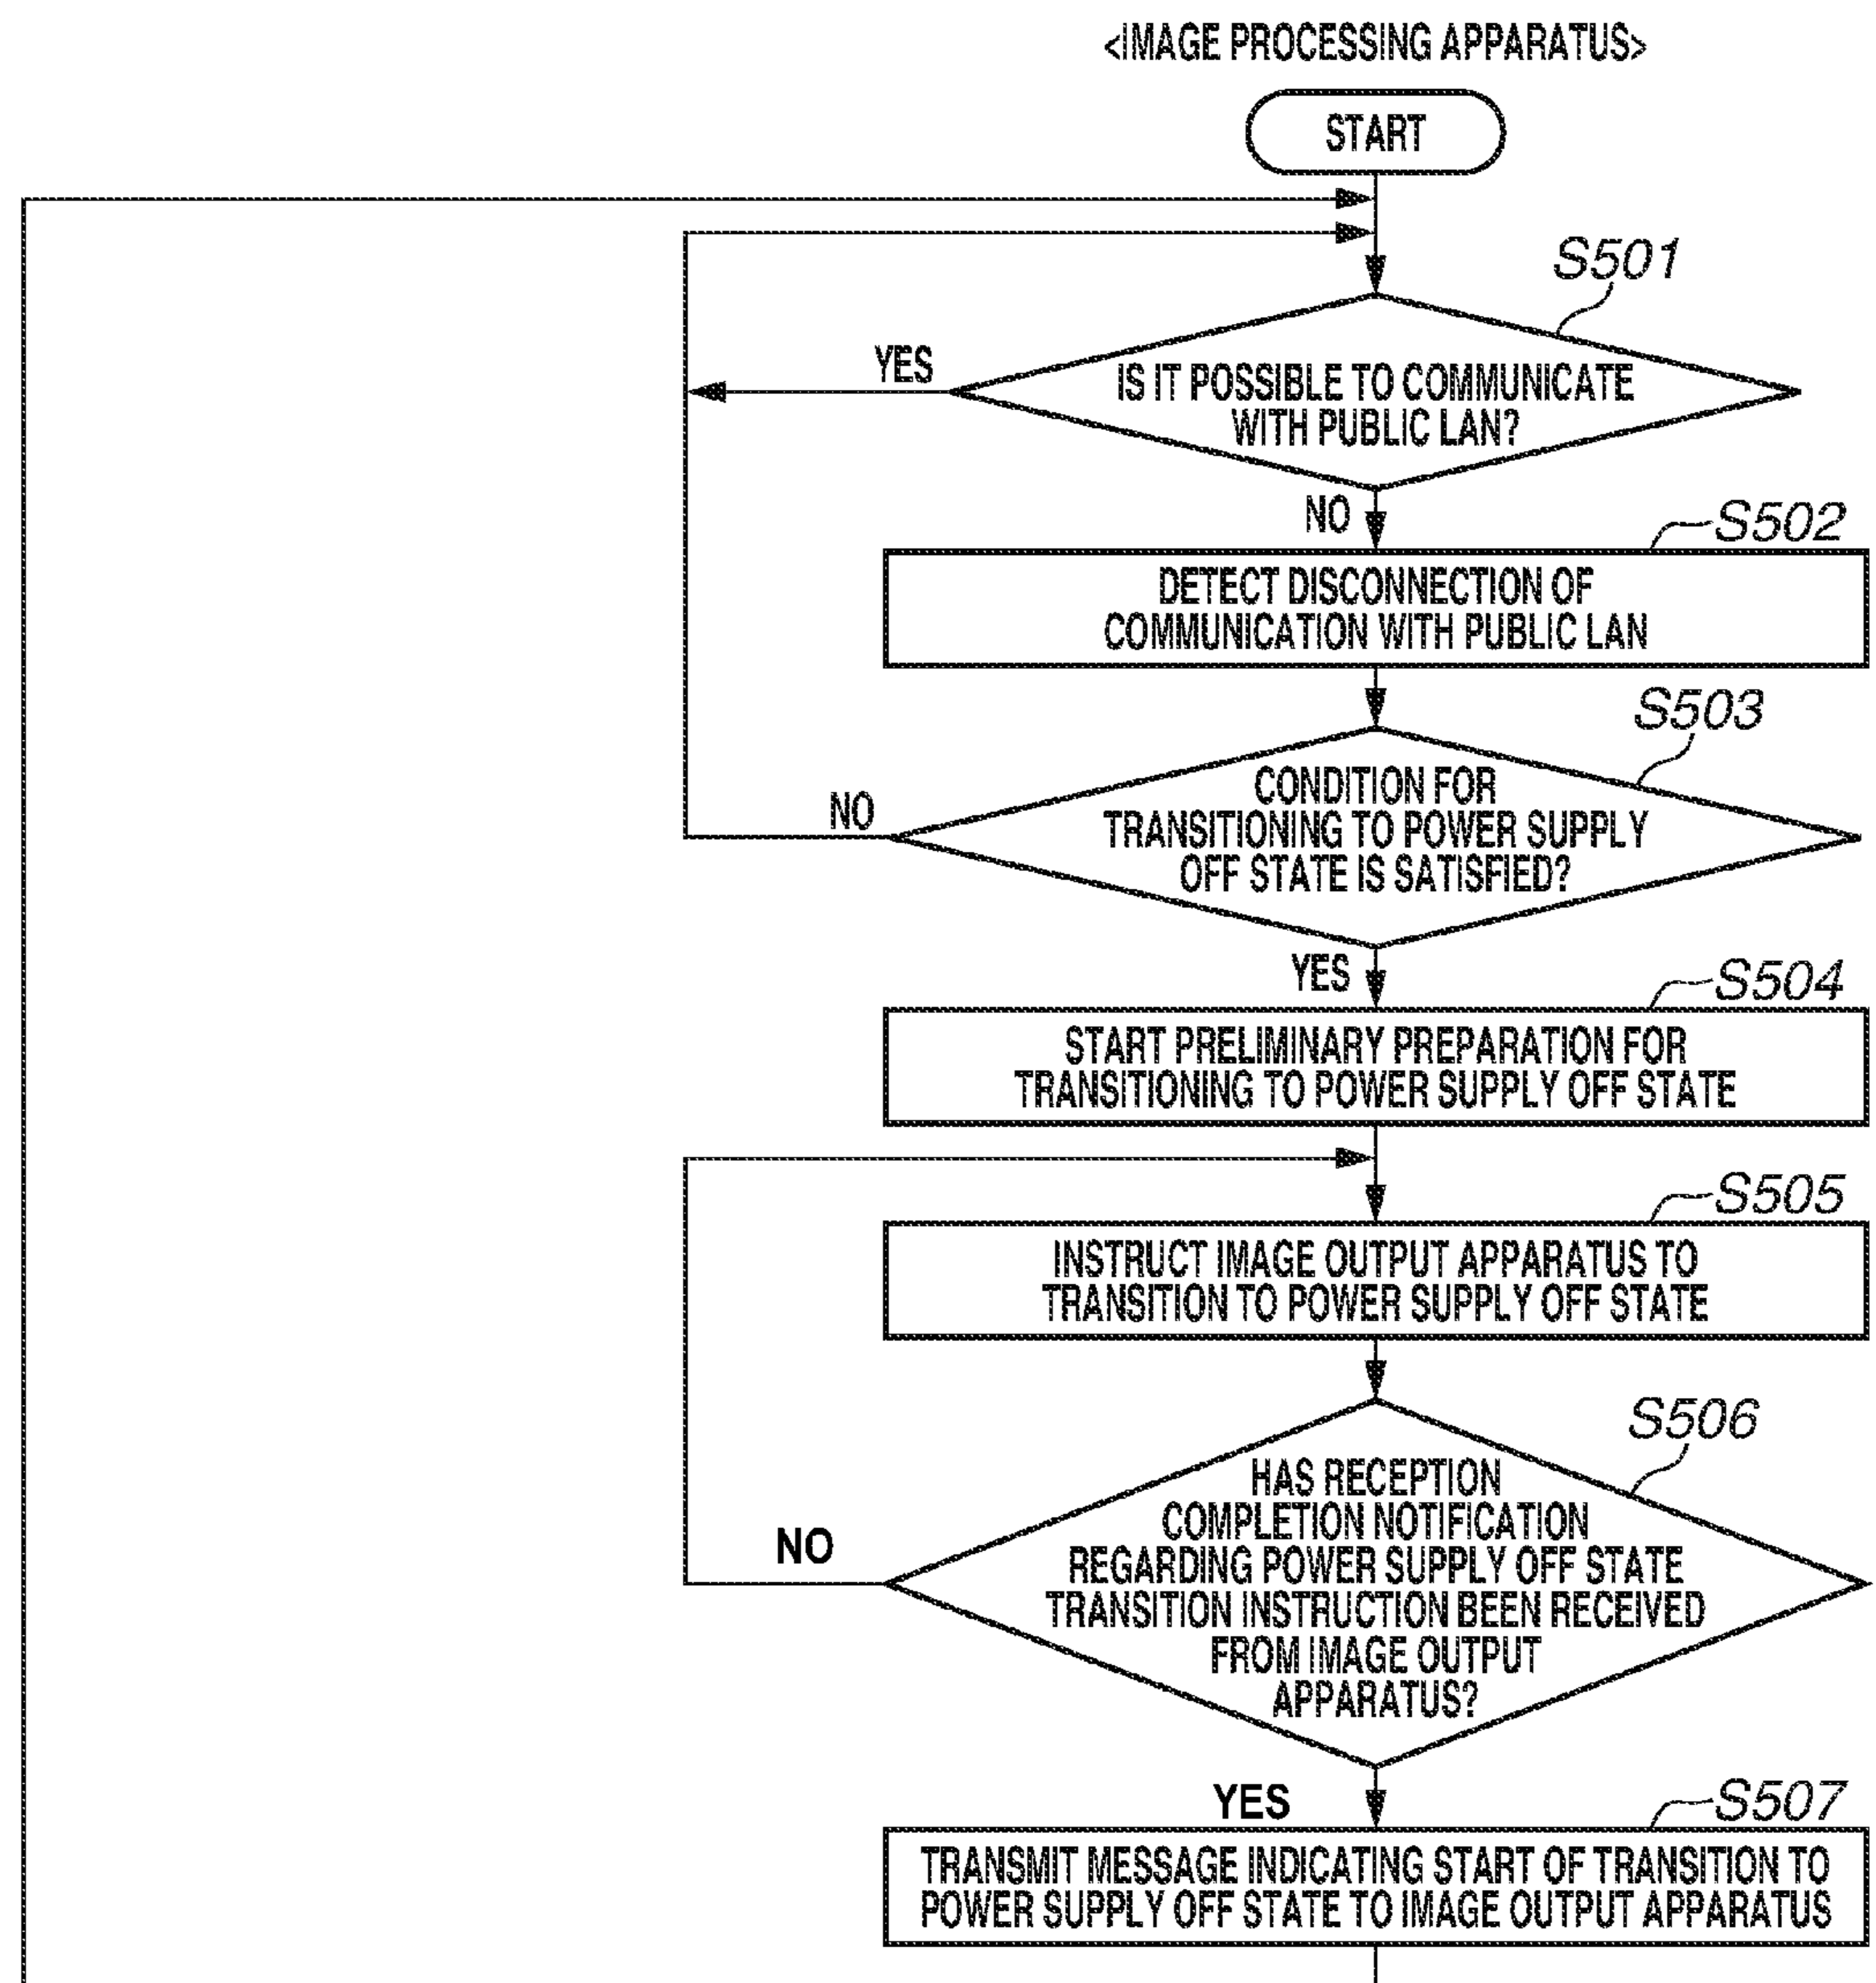 <IMAGE PROCESSING APPARATUS>
START
S501
YES
IS IT POSSIBLE TO COMMUNICATE
WITH PUBLIC LAN?
NO
S502
DETECT DISCONNECTION OF
COMMUNICATION WITH PUBLIC LAN
S503
NO
CONDITION FOR
TRANSITIONING TO POWER SUPPLY
OFF STATE IS SATISFIED?
YES
S504
START PRELIMINARY PREPARATION FOR
TRANSITIONING TO POWER SUPPLY OFF STATE
S505
INSTRUCT IMAGE OUTPUT APPARATUS TO
TRANSITION TO POWER SUPPLY OFF STATE
S506
NO
HAS RECEPTION
COMPLETION NOTIFICATION
REGARDING POWER SUPPLY OFF STATE
TRANSITION INSTRUCTION BEEN RECEIVED
FROM IMAGE OUTPUT
APPARATUS?
YES
S507
TRANSMIT MESSAGE INDICATING START OF TRANSITION TO
POWER SUPPLY OFF STATE TO IMAGE OUTPUT APPARATUS